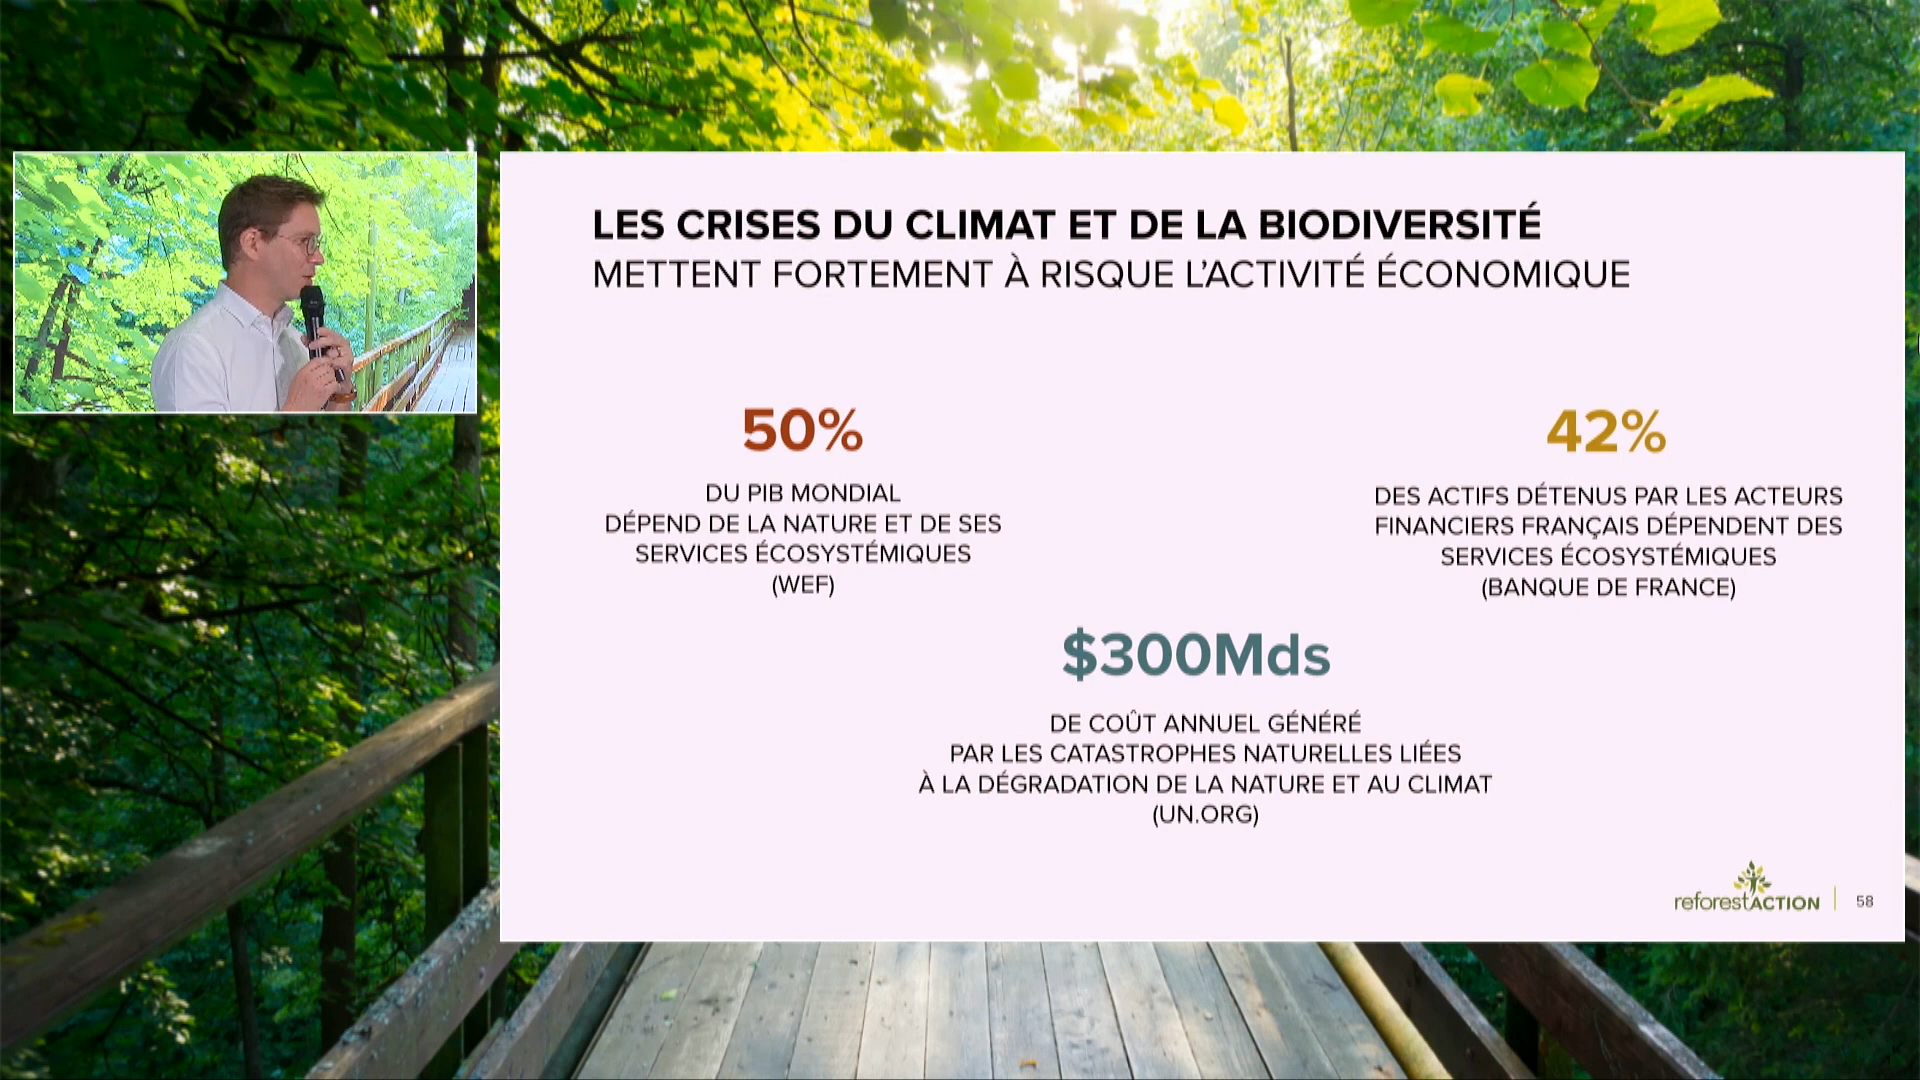 LES CRISES DU CLIMAT ET DE LA BIODIVERSITÉ
METTENT FORTEMENT À RISQUE L'ACTIVITÉ ÉCONOMIQUE
50%
DU PIB MONDIAL
DÉPEND DE LA NATURE ET DE SES
SERVICES ÉCOSYSTÉMIQUES
(WEF)
42%
DES ACTIFS DÉTENUS PAR LES ACTEURS
FINANCIERS FRANÇAIS DÉPENDENT DES
SERVICES ÉCOSYSTÉMIQUES
(BANQUE DE FRANCE)
$300Mds
DE COÛT ANNUEL GÉNÉRÉ
PAR LES CATASTROPHES NATURELLES LIÉES
À LA DÉGRADATION DE LA NATURE ET AU CLIMAT
(UN.ORG)
reforestACTION
58